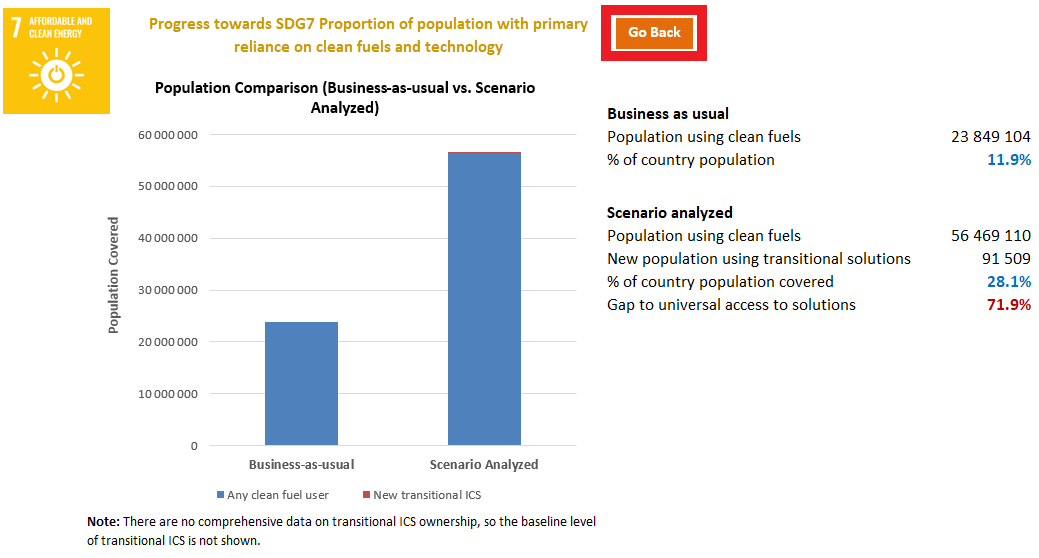 7 AFFORDABLE AND
CLEAN ENERGY
Progress towards SDG7 Proportion of population with primary
reliance on clean fuels and technology
Go Back
Population Comparison (Business-as-usual vs. Scenario
Analyzed)
60 000 000
50 000 000
40 000 000
30 000 000
20 000 000
10 000 000
0
Population Covered
Business-as-usual Scenario Analyzed
Any clean fuel user New transitional ICS
Note: There are no comprehensive data on transitional ICS ownership, so the baseline level
of transitional ICS is not shown.
Business as usual
Population using clean fuels 23 849 104
% of country population 11.9%
Scenario analyzed
Population using clean fuels 56 469 110
New population using transitional solutions 91 509
% of country population covered 28.1%
Gap to universal access to solutions 71.9%